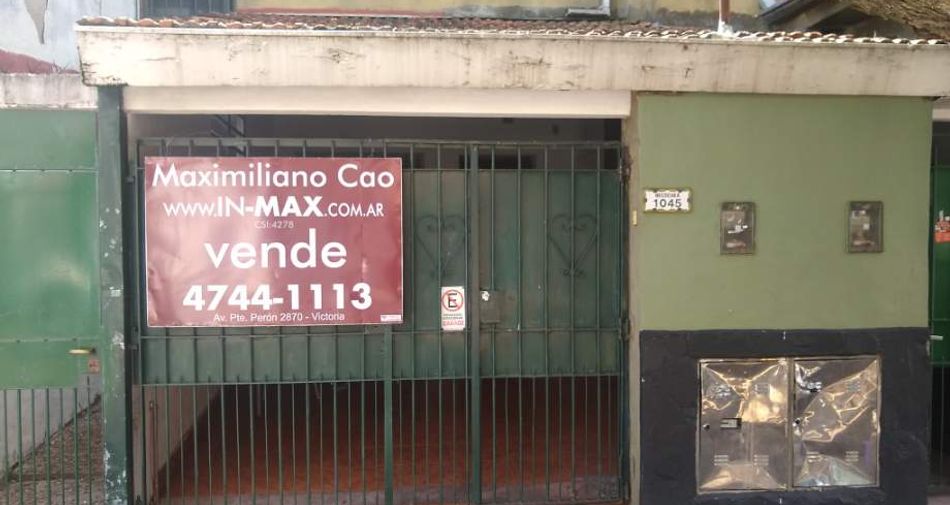 Maximiliano Cao
WWW.IN-MAX.COM.AR
CSI:4278
vende
4744-1113
Av. Pte. Perón 2870 - Victoria
E
1045